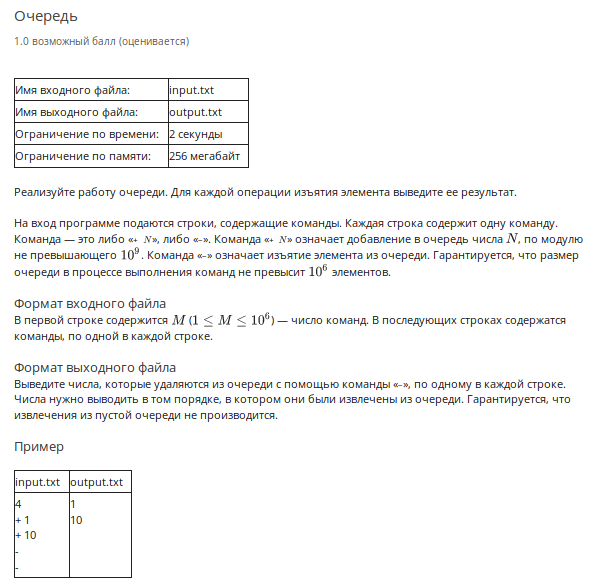 Очередь
1.0 возможный балл (оценивается)
Имя входного файла: input.txt
Имя выходного файла: output.txt
Ограничение по времени: 2 секунды
Ограничение по памяти: 256 мегабайт
Реализуйте работу очереди. Для каждой операции изъятия элемента выведите ее результат.
На вход программе подаются строки, содержащие команды. Каждая строка содержит одну команду.
Команда — это либо «+ N», либо «-». Команда «+ N» означает добавление в очередь числа N, по модулю
не превышающего 10^9. Команда «-» означает изъятие элемента из очереди. Гарантируется, что размер
очереди в процессе выполнения команд не превысит 10^6 элементов.
Формат входного файла
В первой строке содержится M (1 ≤ M ≤ 10^6) — число команд. В последующих строках содержатся
команды, по одной в каждой строке.
Формат выходного файла
Выведите числа, которые удаляются из очереди с помощью команды «-», по одному в каждой строке.
Числа нужно выводить в том порядке, в котором они были извлечены из очереди. Гарантируется, что
извлечения из пустой очереди не производится.
Пример
input.txt output.txt
4 1
+ 1 10
+ 10
-
-